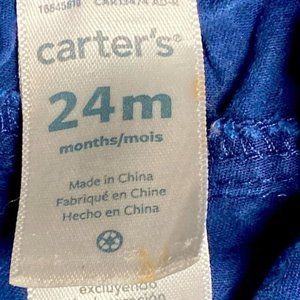 carter's®
24m
months/mois
Made in China
Fabriqué en Chine
Hecho en China
excluyendo